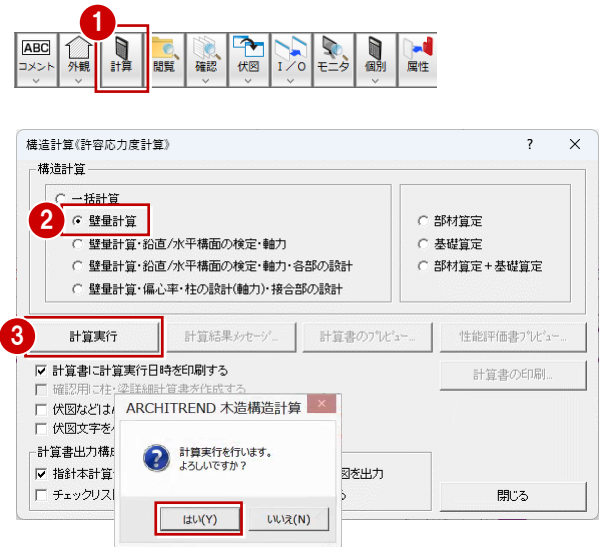 1
ABC
コメント 外観 計算 閲覧 確認 伏図 I/O モニタ 個別 属性
構造計算《許容応力度計算》 ? ×
構造計算
一括計算
2
壁量計算
壁量計算・鉛直/水平構面の検定・軸力
壁量計算・鉛直/水平構面の検定・軸力・各部の設計
壁量計算・偏心率・柱の設計(軸力)・接合部の設計
部材算定
基礎算定
部材算定+基礎算定
3
計算実行 計算結果メッセージ... 計算書のプレビュー... 性能評価書プレビュー...
計算書に計算実行日時を印刷する 計算書の印刷...
確認用に柱・梁詳細計算書を作成する
伏図などは
伏図文字を
計算書出力構成
指針本計算 図を出力
チェックリスト
閉じる
ARCHITREND 木造構造計算 ×
計算実行を行います。
よろしいですか?
はい(Y) いいえ(N)